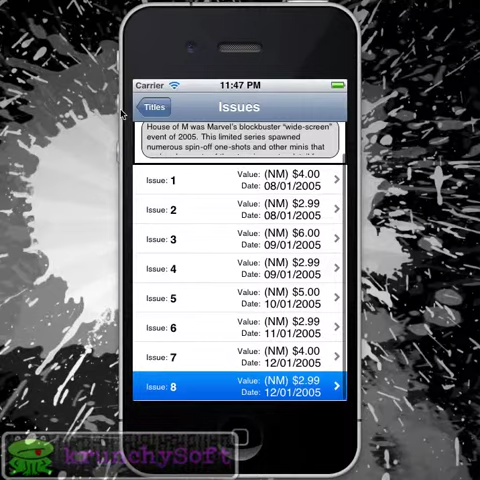 Carrier 11:47 PM
Titles Issues
House of M was Marvel's blockbuster "wide-screen"
event of 2005. This limited series spawned
numerous spin-off one-shots and other minis that
Issue: 1 Value: (NM) $4.00
Date: 08/01/2005
Issue: 2 Value: (NM) $2.99
Date: 08/01/2005
Issue: 3 Value: (NM) $6.00
Date: 09/01/2005
Issue: 4 Value: (NM) $2.99
Date: 09/01/2005
Issue: 5 Value: (NM) $5.00
Date: 10/01/2005
Issue: 6 Value: (NM) $2.99
Date: 11/01/2005
Issue: 7 Value: (NM) $4.00
Date: 12/01/2005
Issue: 8 Value: (NM) $2.99
Date: 12/01/2005
krunchySoft